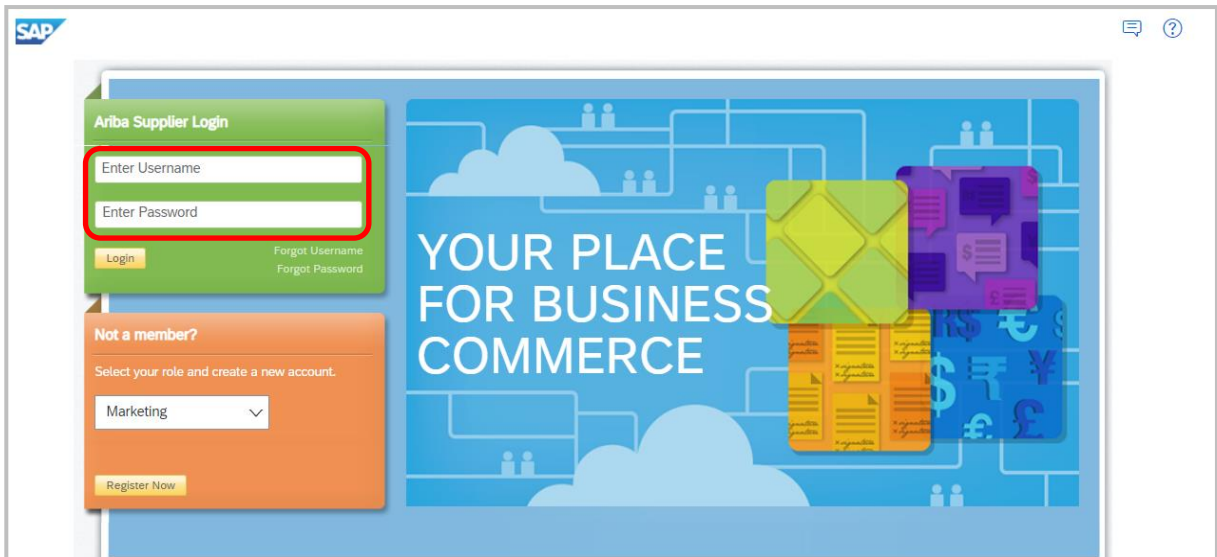 SAP
Ariba Supplier Login
Enter Username
Enter Password
Login
Forgot Username
Forgot Password
Not a member?
Select your role and create a new account.
Marketing
Register Now
YOUR PLACE
FOR BUSINESS
COMMERCE